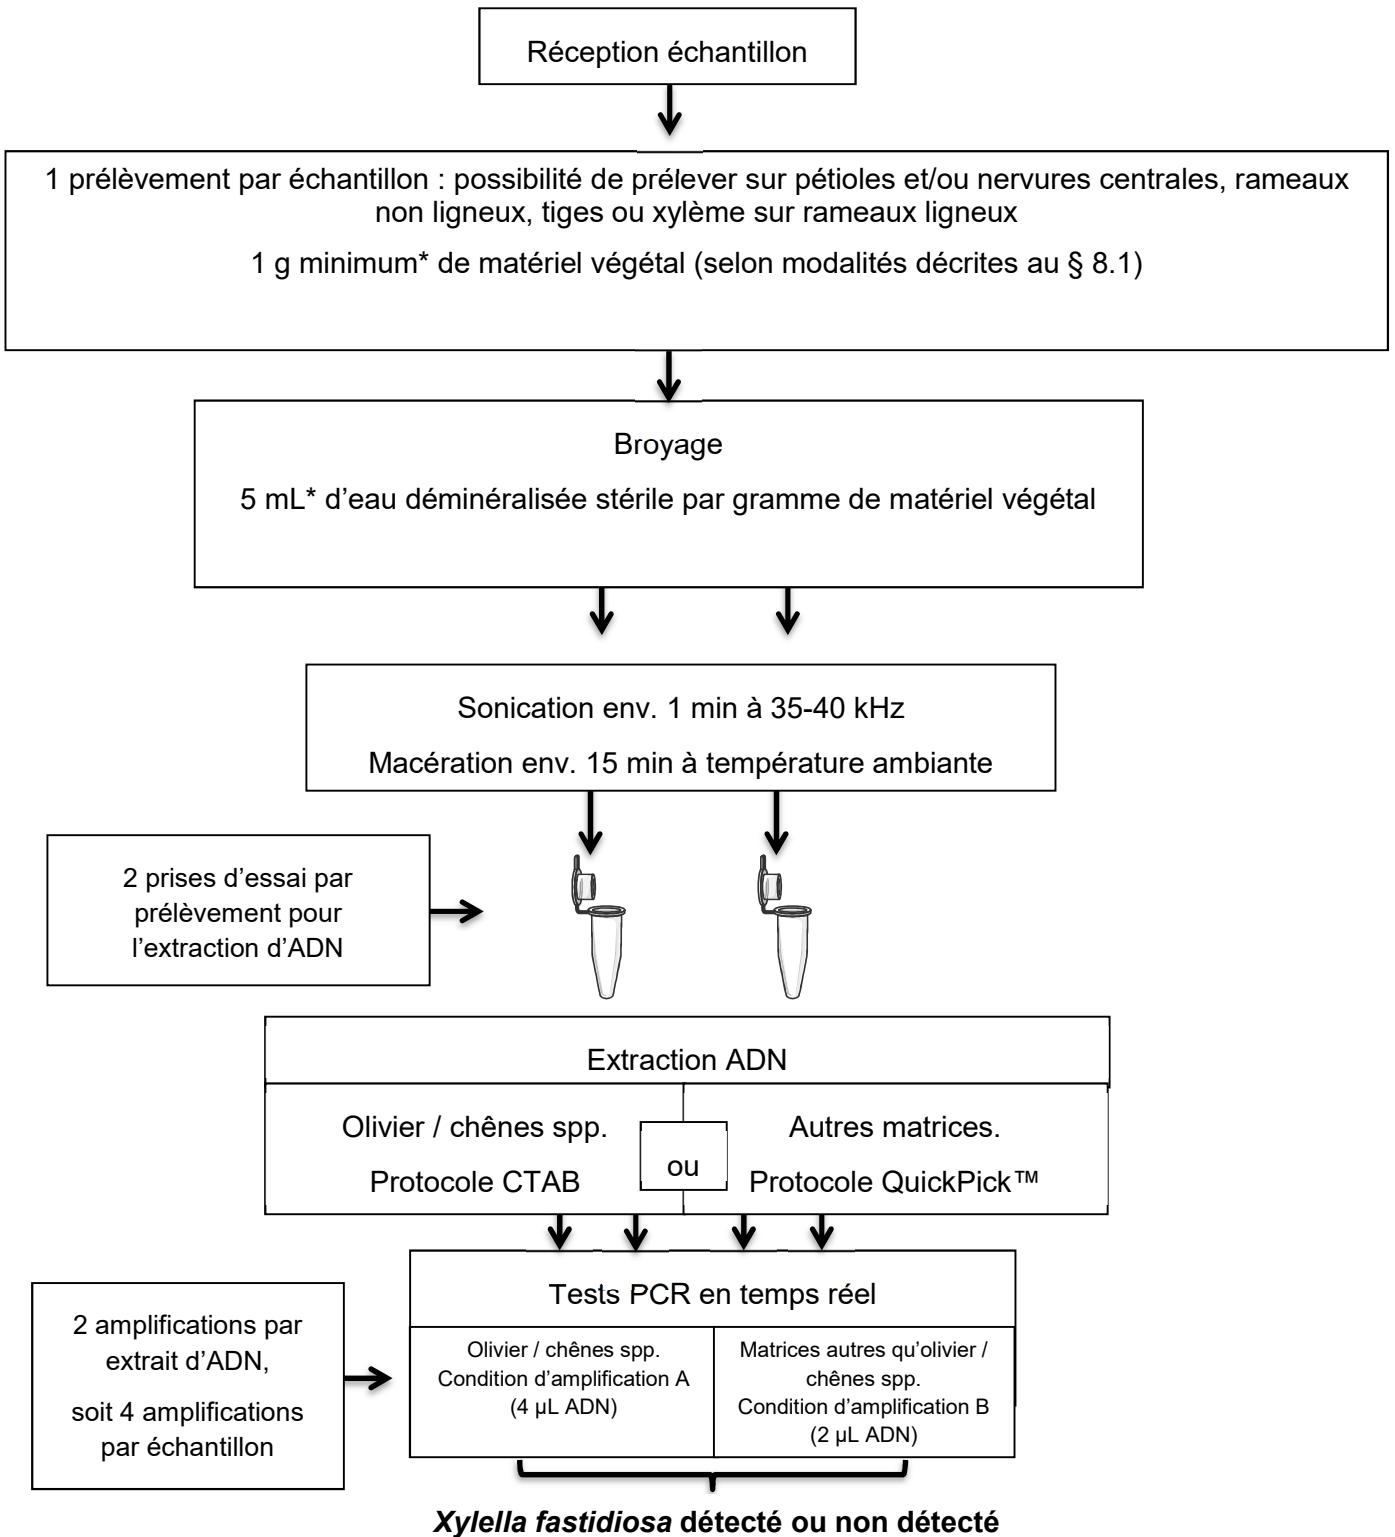 Réception échantillon
1 prélèvement par échantillon : possibilité de prélever sur pétioles et/ou nervures centrales, rameaux
non ligneux, tiges ou xylème sur rameaux ligneux
1 g minimum* de matériel végétal (selon modalités décrites au § 8.1)
Broyage
5 mL* d’eau déminéralisée stérile par gramme de matériel végétal
Sonication env. 1 min à 35-40 kHz
Macération env. 15 min à température ambiante
2 prises d’essai par
prélèvement pour
l’extraction d’ADN
Extraction ADN
Olivier / chênes spp.
Protocole CTAB
ou
Autres matrices.
Protocole QuickPick™
2 amplifications par
extrait d’ADN,
soit 4 amplifications
par échantillon
Tests PCR en temps réel
Olivier / chênes spp.
Condition d’amplification A
(4 µL ADN)
Matrices autres qu’olivier /
chênes spp.
Condition d’amplification B
(2 µL ADN)
Xylella fastidiosa détecté ou non détecté